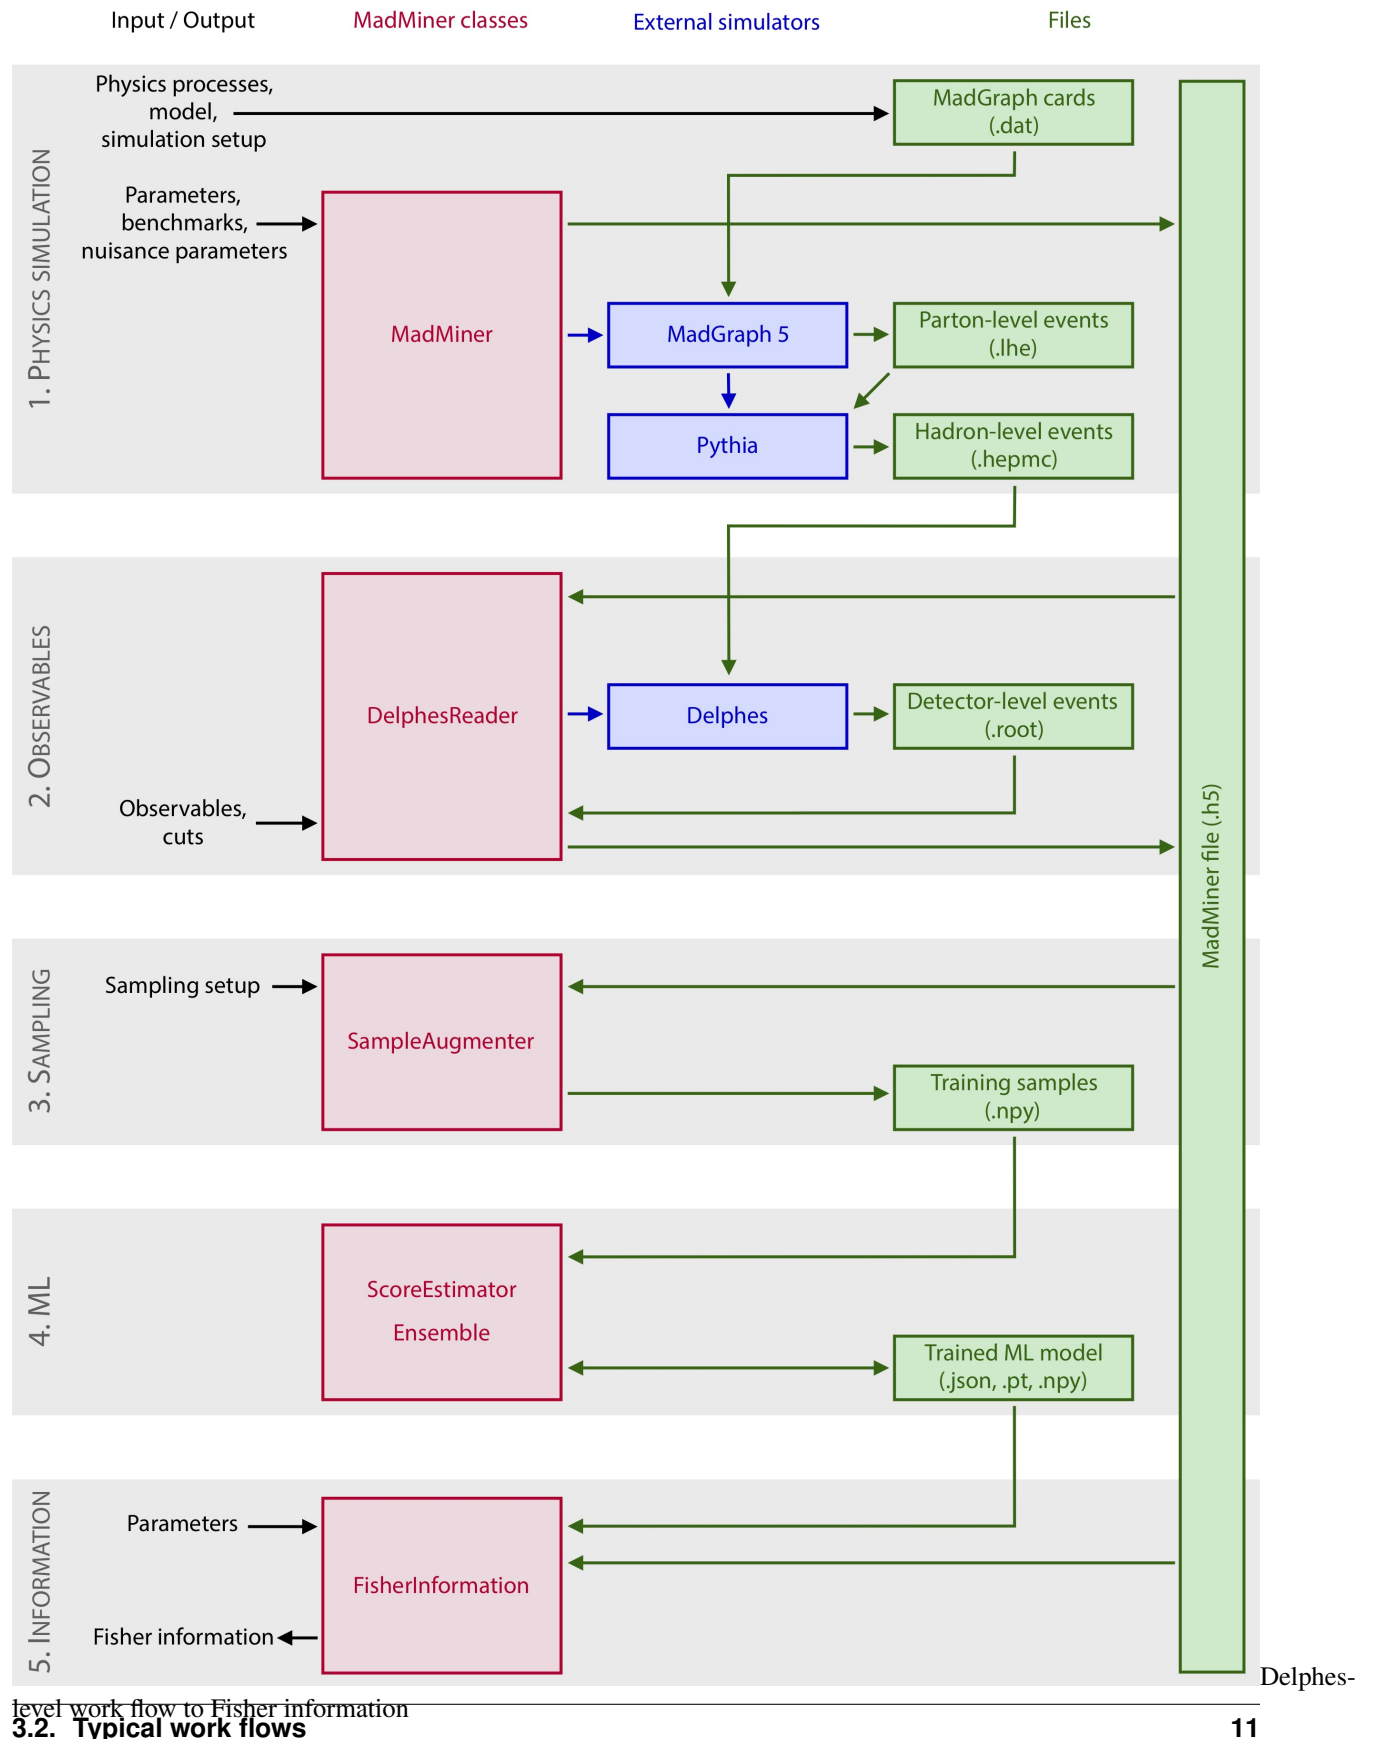 Input / Output
MadMiner classes
External simulators
Files
1. PHYSICS SIMULATION
Physics processes,
model,
simulation setup
MadGraph cards
(.dat)
Parameters,
benchmarks,
nuisance parameters
MadMiner
MadGraph 5
Parton-level events
(.lhe)
Pythia
Hadron-level events
(.hepmc)
MadMiner file (.h5)
2. OBSERVABLES
DelphesReader
Delphes
Detector-level events
(.root)
Observables,
cuts
3. SAMPLING
Sampling setup
SampleAugmenter
Training samples
(.npy)
4. ML
ScoreEstimator
Ensemble
Trained ML model
(.json, .pt, .npy)
5. INFORMATION
Parameters
FisherInformation
Fisher information
Delphes-
level work flow to Fisher information
3.2. Typical work flows
11